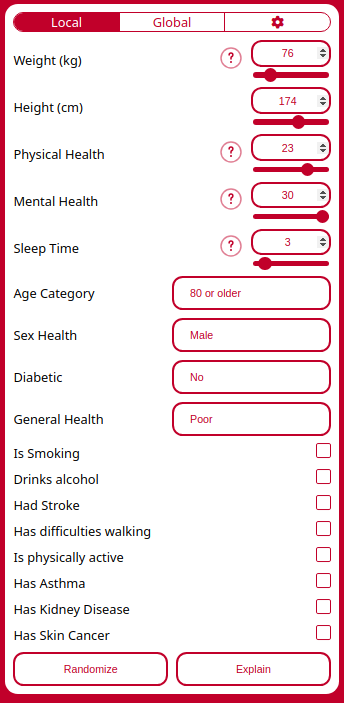 Local Global
Weight (kg) ? 76
Height (cm) 174
Physical Health ? 23
Mental Health ? 30
Sleep Time ? 3
Age Category 80 or older
Sex Health Male
Diabetic No
General Health Poor
Is Smoking
Drinks alcohol
Had Stroke
Has difficulties walking
Is physically active
Has Asthma
Has Kidney Disease
Has Skin Cancer
Randomize Explain